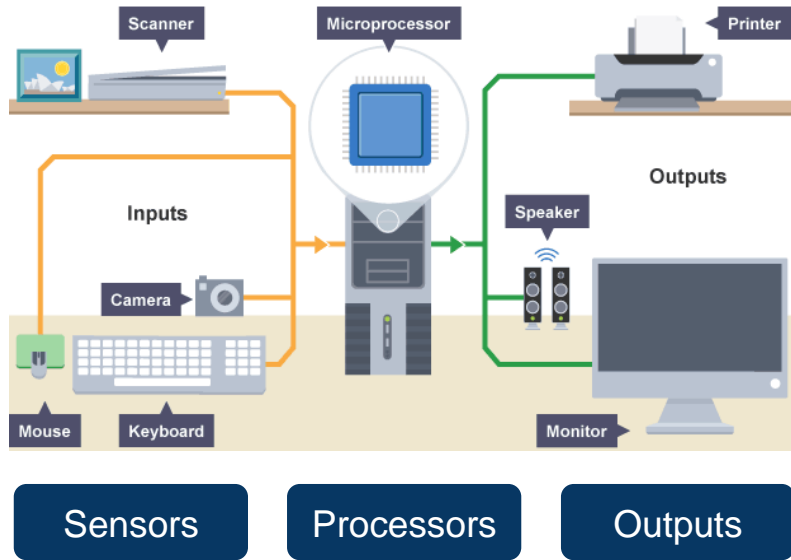 Scanner
Microprocessor
Printer
Inputs
Outputs
Speaker
Camera
Mouse
Keyboard
Monitor
Sensors
Processors
Outputs